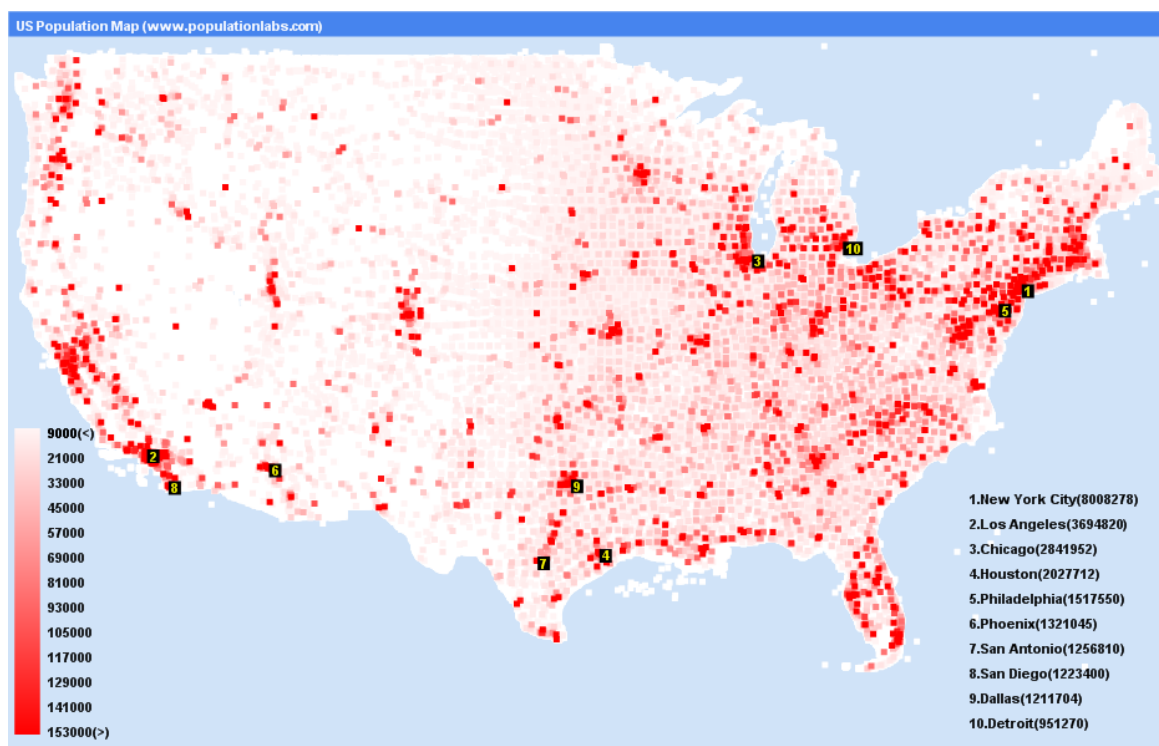 US Population Map (www.populationlabs.com)
10
3
1
5
2
6
8
9
7
4
9000(<)
21000
33000
45000
57000
69000
81000
93000
105000
117000
129000
141000
153000(>)
1.New York City(8008278)
2.Los Angeles(3694820)
3.Chicago(2841952)
4.Houston(2027712)
5.Philadelphia(1517550)
6.Phoenix(1321045)
7.San Antonio(1256810)
8.San Diego(1223400)
9.Dallas(1211704)
10.Detroit(951270)